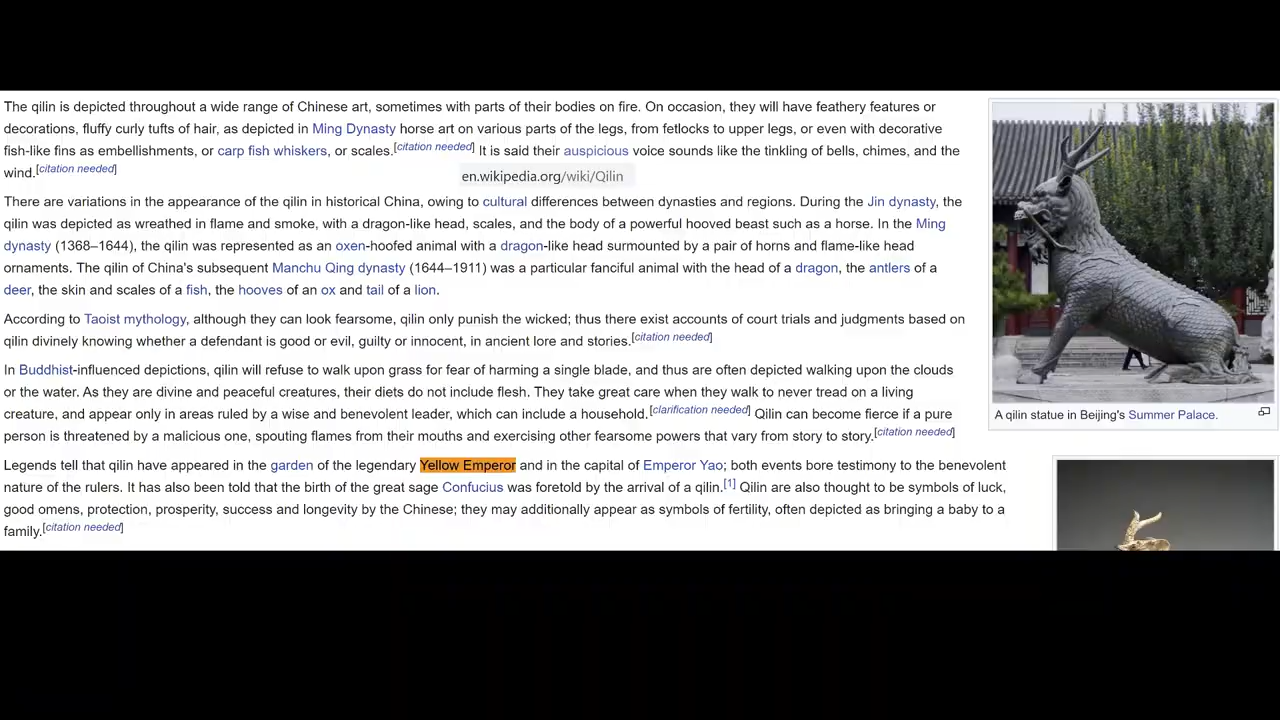 The qilin is depicted throughout a wide range of Chinese art, sometimes with parts of their bodies on fire. On occasion, they will have feathery features or
decorations, fluffy curly tufts of hair, as depicted in Ming Dynasty horse art on various parts of the legs, from fetlocks to upper legs, or even with decorative
fish-like fins as embellishments, or carp fish whiskers, or scales.[citation needed] It is said their auspicious voice sounds like the tinkling of bells, chimes, and the
wind.[citation needed]
en.wikipedia.org/wiki/Qilin
There are variations in the appearance of the qilin in historical China, owing to cultural differences between dynasties and regions. During the Jin dynasty, the
qilin was depicted as wreathed in flame and smoke, with a dragon-like head, scales, and the body of a powerful hooved beast such as a horse. In the Ming
dynasty (1368–1644), the qilin was represented as an oxen-hoofed animal with a dragon-like head surmounted by a pair of horns and flame-like head
ornaments. The qilin of China's subsequent Manchu Qing dynasty (1644–1911) was a particular fanciful animal with the head of a dragon, the antlers of a
deer, the skin and scales of a fish, the hooves of an ox and tail of a lion.
According to Taoist mythology, although they can look fearsome, qilin only punish the wicked; thus there exist accounts of court trials and judgments based on
qilin divinely knowing whether a defendant is good or evil, guilty or innocent, in ancient lore and stories.[citation needed]
In Buddhist-influenced depictions, qilin will refuse to walk upon grass for fear of harming a single blade, and thus are often depicted walking upon the clouds
or the water. As they are divine and peaceful creatures, their diets do not include flesh. They take great care when they walk to never tread on a living
creature, and appear only in areas ruled by a wise and benevolent leader, which can include a household.[clarification needed] Qilin can become fierce if a pure
person is threatened by a malicious one, spouting flames from their mouths and exercising other fearsome powers that vary from story to story.[citation needed]
Legends tell that qilin have appeared in the garden of the legendary Yellow Emperor and in the capital of Emperor Yao; both events bore testimony to the benevolent
nature of the rulers. It has also been told that the birth of the great sage Confucius was foretold by the arrival of a qilin.[1] Qilin are also thought to be symbols of luck,
good omens, protection, prosperity, success and longevity by the Chinese; they may additionally appear as symbols of fertility, often depicted as bringing a baby to a
family.[citation needed]
A qilin statue in Beijing's Summer Palace.